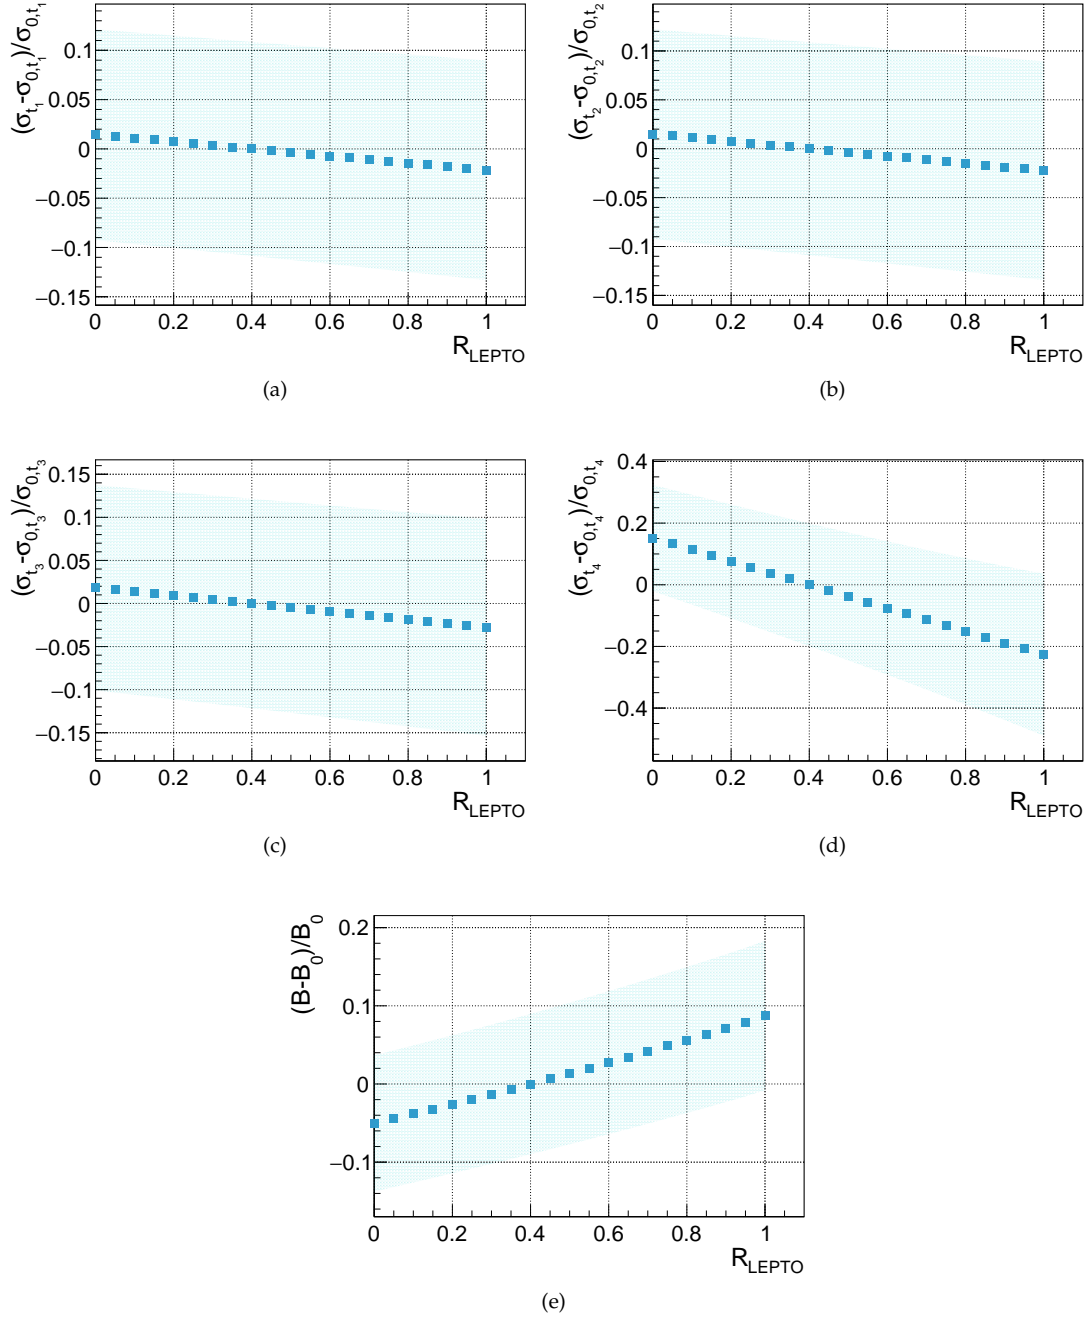 (σt1-σ0,t1)/σ0,t1
0.1
0.05
0
−0.05
−0.1
−0.15
0 0.2 0.4 0.6 0.8 1
RLEPTO
(a)
(σt2-σ0,t2)/σ0,t2
0.1
0.05
0
−0.05
−0.1
−0.15
0 0.2 0.4 0.6 0.8 1
RLEPTO
(b)
(σt3-σ0,t3)/σ0,t3
0.15
0.1
0.05
0
−0.05
−0.1
−0.15
0 0.2 0.4 0.6 0.8 1
RLEPTO
(c)
(σt4-σ0,t4)/σ0,t4
0.4
0.2
0
−0.2
−0.4
0 0.2 0.4 0.6 0.8 1
RLEPTO
(d)
(B-B0)/B0
0.2
0.1
0
−0.1
0 0.2 0.4 0.6 0.8 1
RLEPTO
(e)